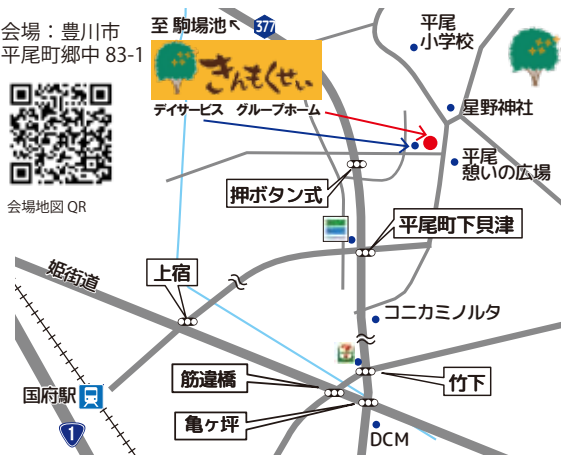 会場：豊川市
平尾町郷中 83-1
会場地図 QR
至 駒場池
377
きんもくせい
デイサービス グループホーム
平尾
小学校
星野神社
平尾
憩いの広場
押ボタン式
平尾町下貝津
姫街道
上宿
コニカミノルタ
筋違橋
竹下
国府駅
亀ヶ坪
1
DCM
7